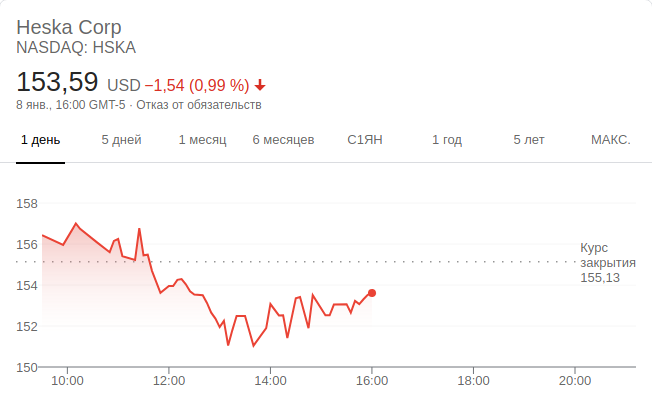 Heska Corp
NASDAQ: HSKA
153,59 USD −1,54 (0,99 %)
8 янв., 16:00 GMT-5 · Отказ от обязательств
1 день 5 дней 1 месяц 6 месяцев С1ЯН 1 год 5 лет МАКС.
158
156
Курс
закрытия
155,13
154
152
150
10:00 12:00 14:00 16:00 18:00 20:00